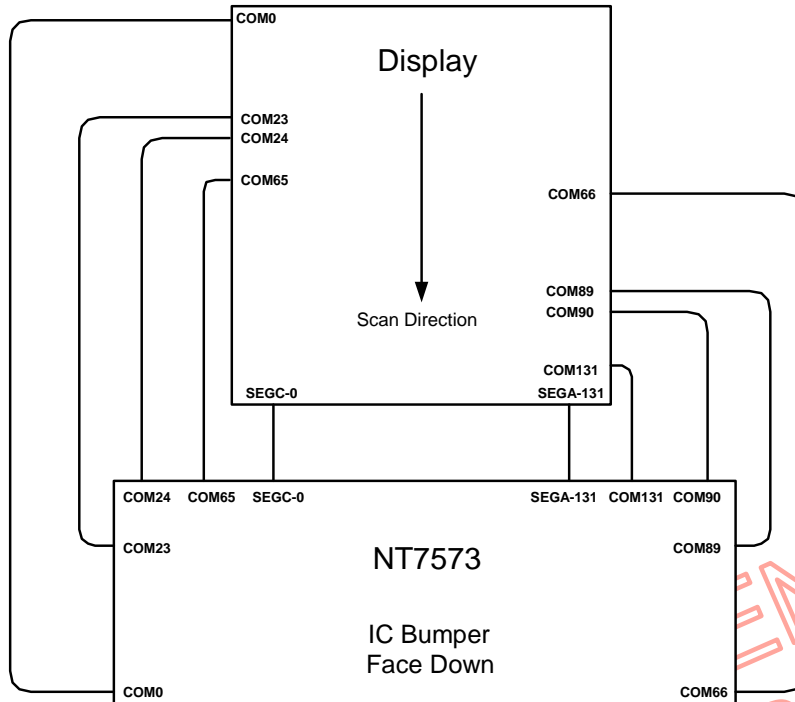 COM0
Display
COM23
COM24
COM65
COM66
COM89
COM90
Scan Direction
COM131
SEGC-0 SEGA-131
COM24 COM65 SEGC-0 SEGA-131 COM131 COM90
COM23 COM89
NT7573
IC Bumper
Face Down
COM0 COM66